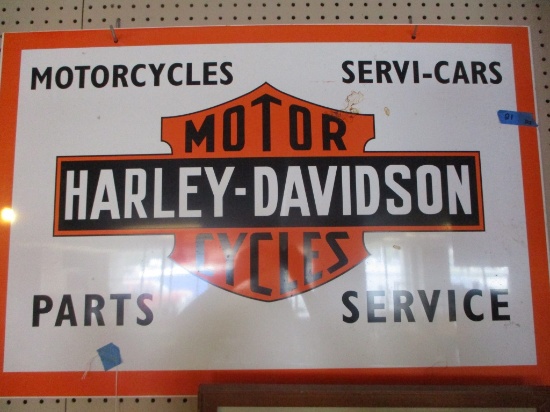 MOTORCYCLES SERVI-CARS
MOTOR
HARLEY-DAVIDSON
CYCLES
PARTS SERVICE